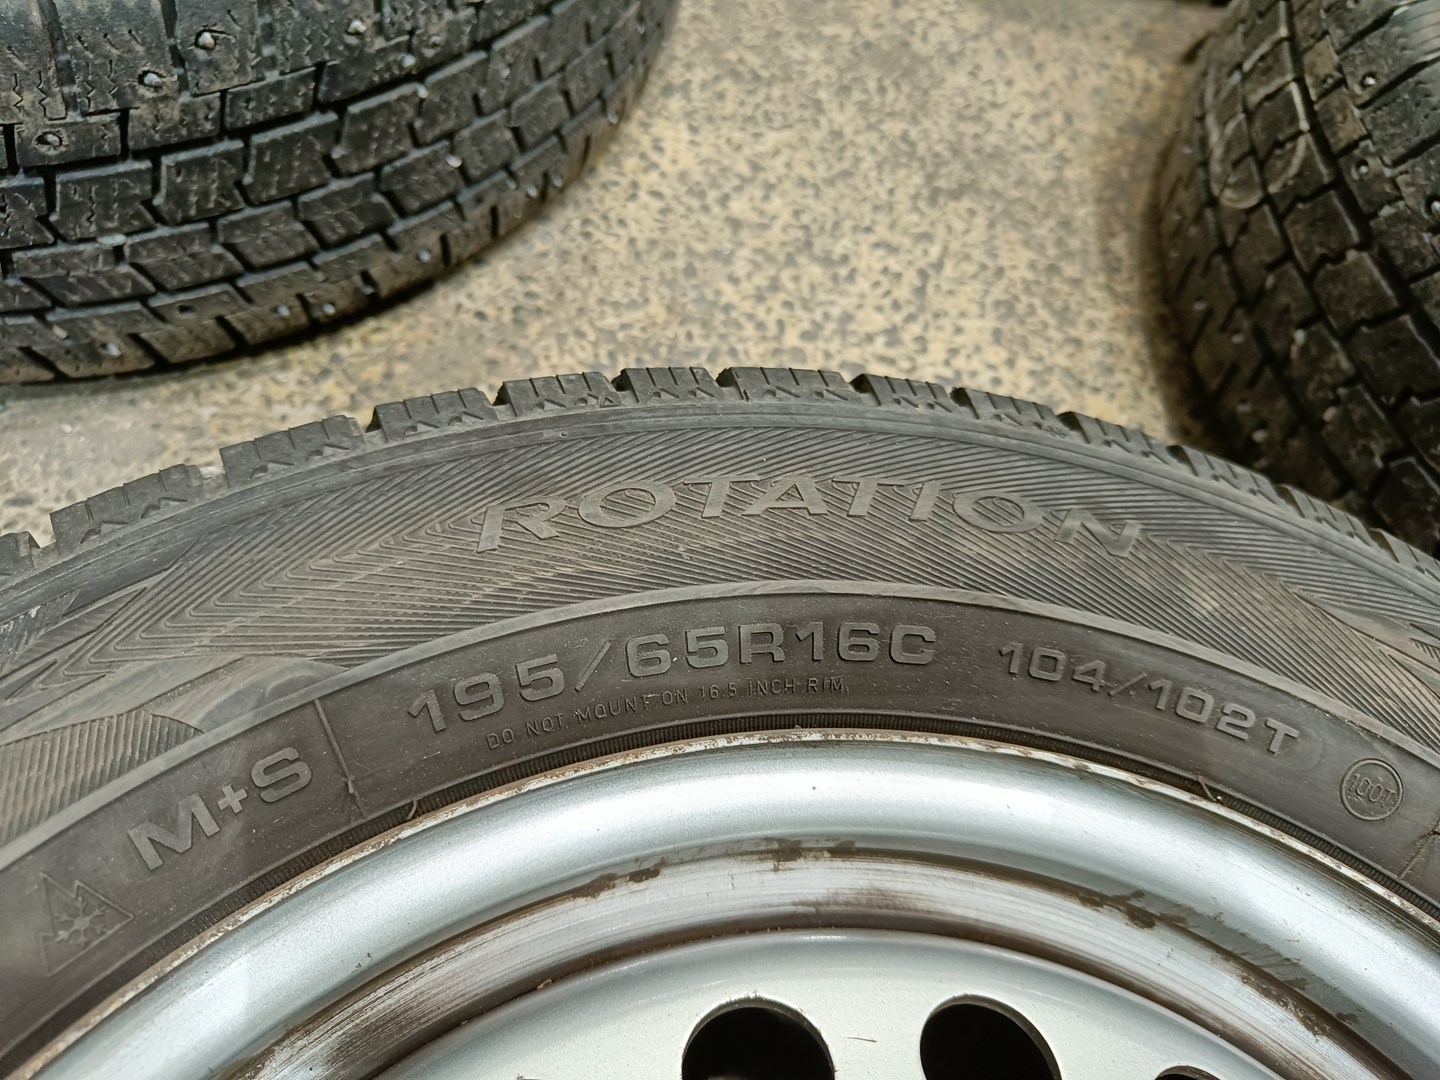 ROTATION
195/65R16C 104/102T
DO NOT MOUNT ON 16.5 INCH RIM.
M+S
100T